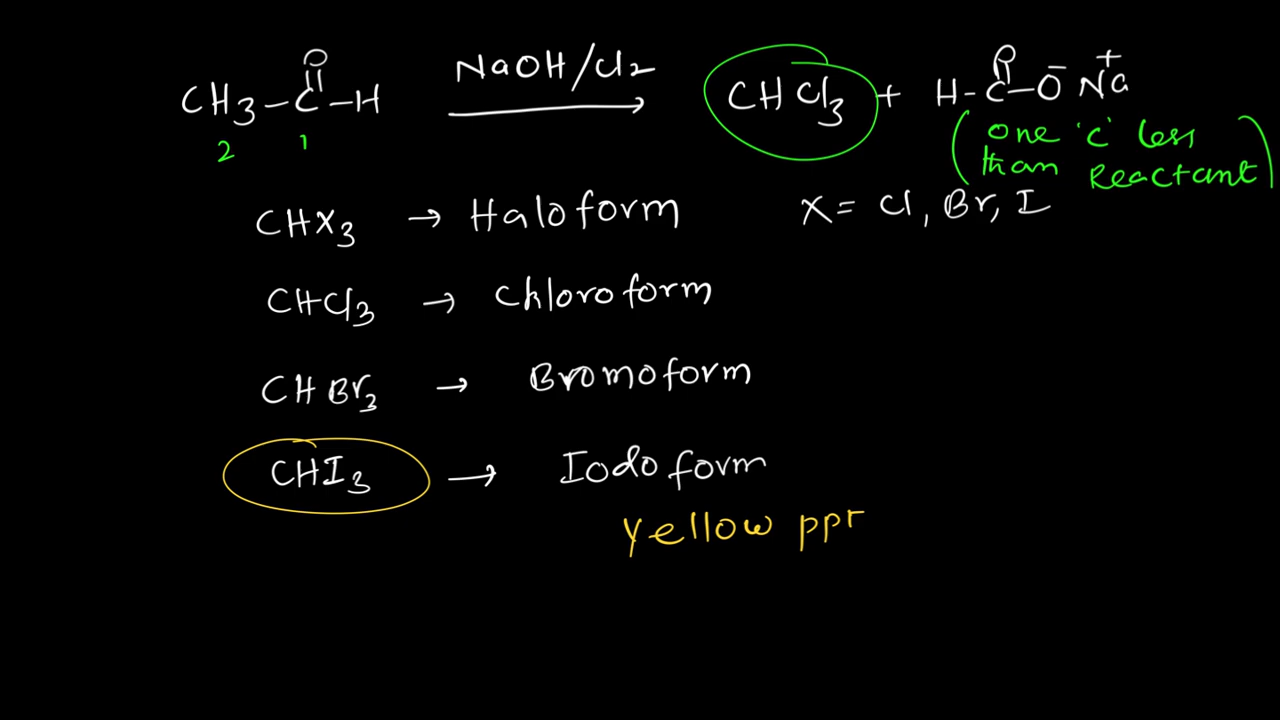 O O
CH3-C-H NaOH/Cl2 CHCl3 + H-C-O⁻ Na⁺
2 1
(one 'c' less
than Reactant)
CHX3 → Haloform X = Cl, Br, I
CHCl3 → Chloroform
CHBr3 → Bromoform
CHI3 → Iodoform
yellow ppr